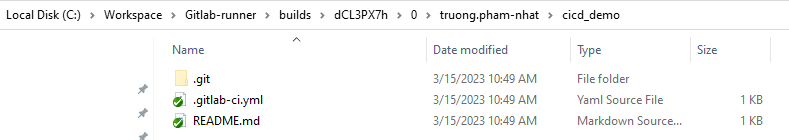 Local Disk (C:) > Workspace > Gitlab-runner > builds > dCL3PX7h > 0 > truong.pham-nhat > cicd_demo
Name Date modified Type Size
.git 3/15/2023 10:49 AM File folder
.gitlab-ci.yml 3/15/2023 10:49 AM Yaml Source File 1 KB
README.md 3/15/2023 10:49 AM Markdown Source... 1 KB